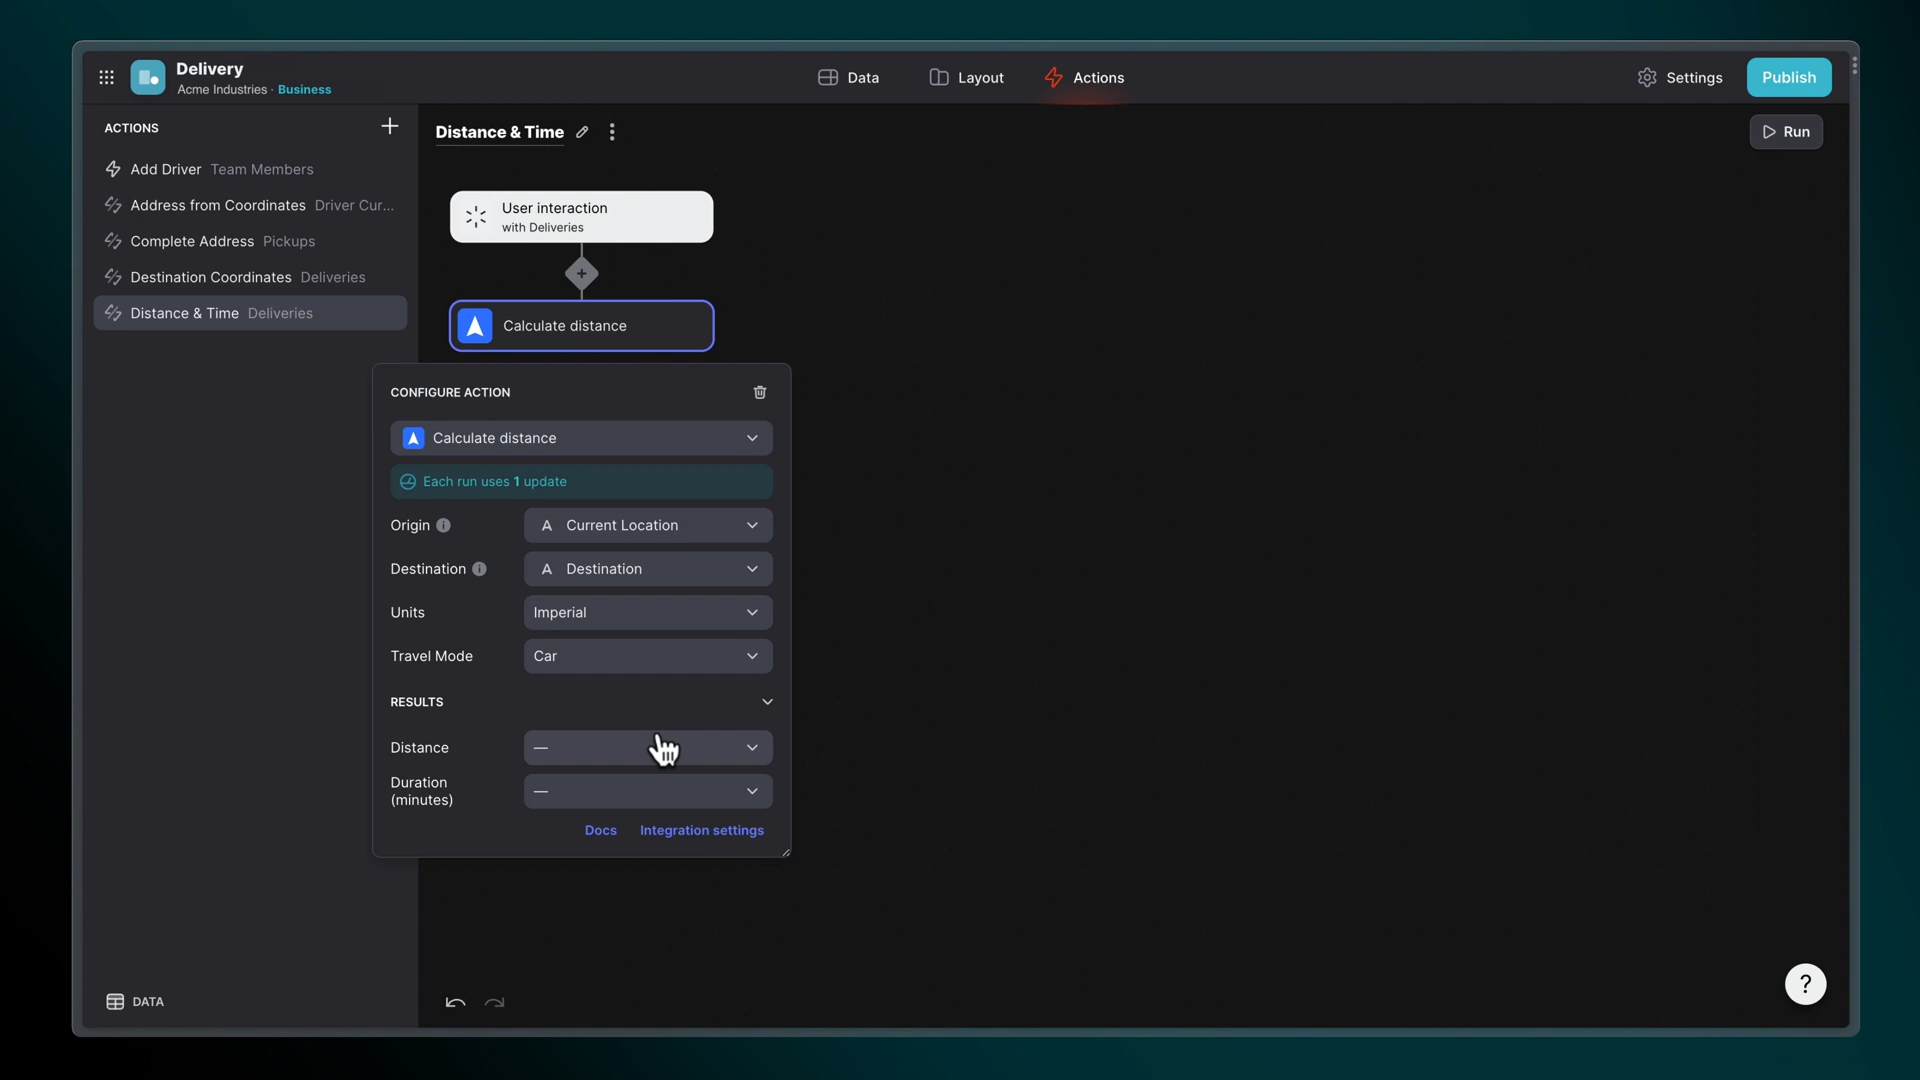 Delivery
Acme Industries · Business
Data
Layout
Actions
Settings
Publish
ACTIONS
Add Driver Team Members
Address from Coordinates Driver Cur...
Complete Address Pickups
Destination Coordinates Deliveries
Distance & Time Deliveries
DATA
Distance & Time
Run
User interaction
with Deliveries
Calculate distance
CONFIGURE ACTION
Calculate distance
Each run uses 1 update
Origin
A Current Location
Destination
A Destination
Units
Imperial
Travel Mode
Car
RESULTS
Distance
—
Duration
(minutes)
—
Docs
Integration settings
?